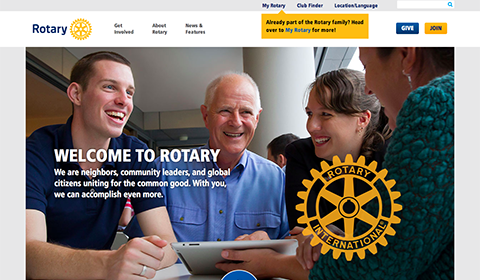 My Rotary Club Finder Location/Language
Rotary
Get Involved
About Rotary
News & Features
Already part of the Rotary family? Head
over to My Rotary for more!
GIVE JOIN
WELCOME TO ROTARY
We are neighbors, community leaders, and global
citizens uniting for the common good. With you,
we can accomplish even more.
ROTARY
INTERNATIONAL